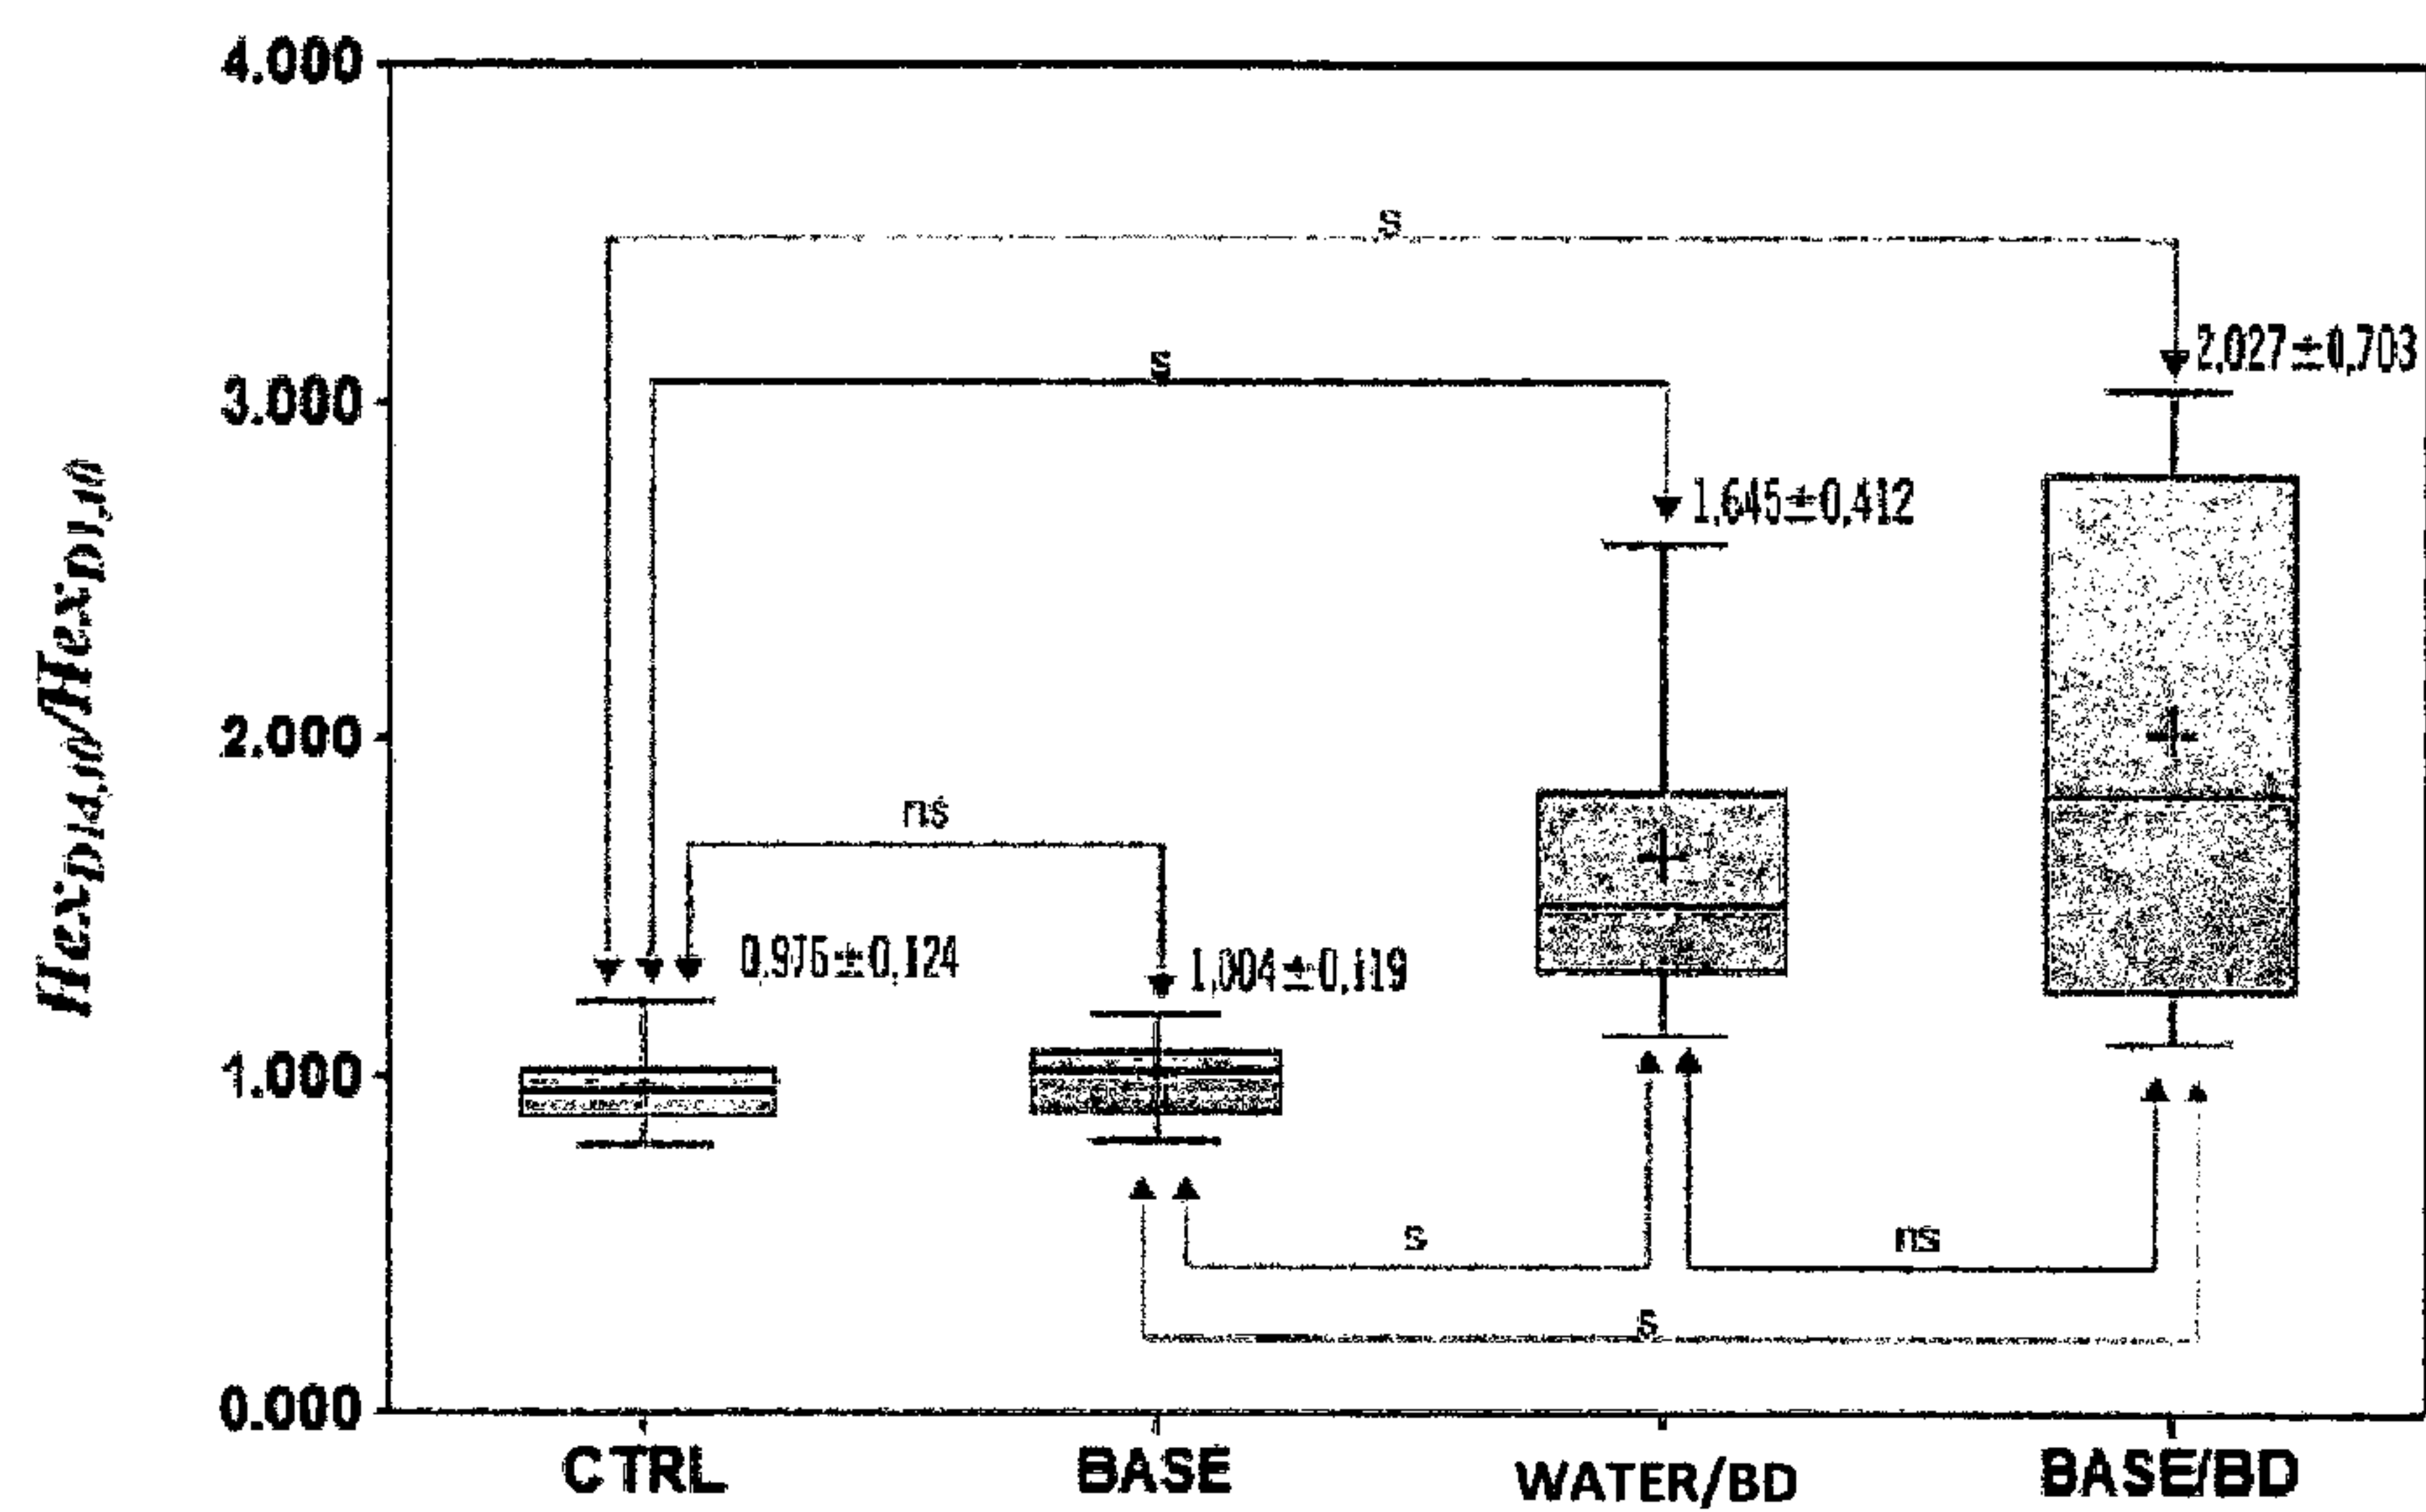 4.000
s
3.000
s
2,027±0,703
1,645±0,412
2.000
ns
0,976±0,124
1,004±0,119
1.000
s
ns
s
0.000
CTRL
BASE
WATER/BD
BASE/BD